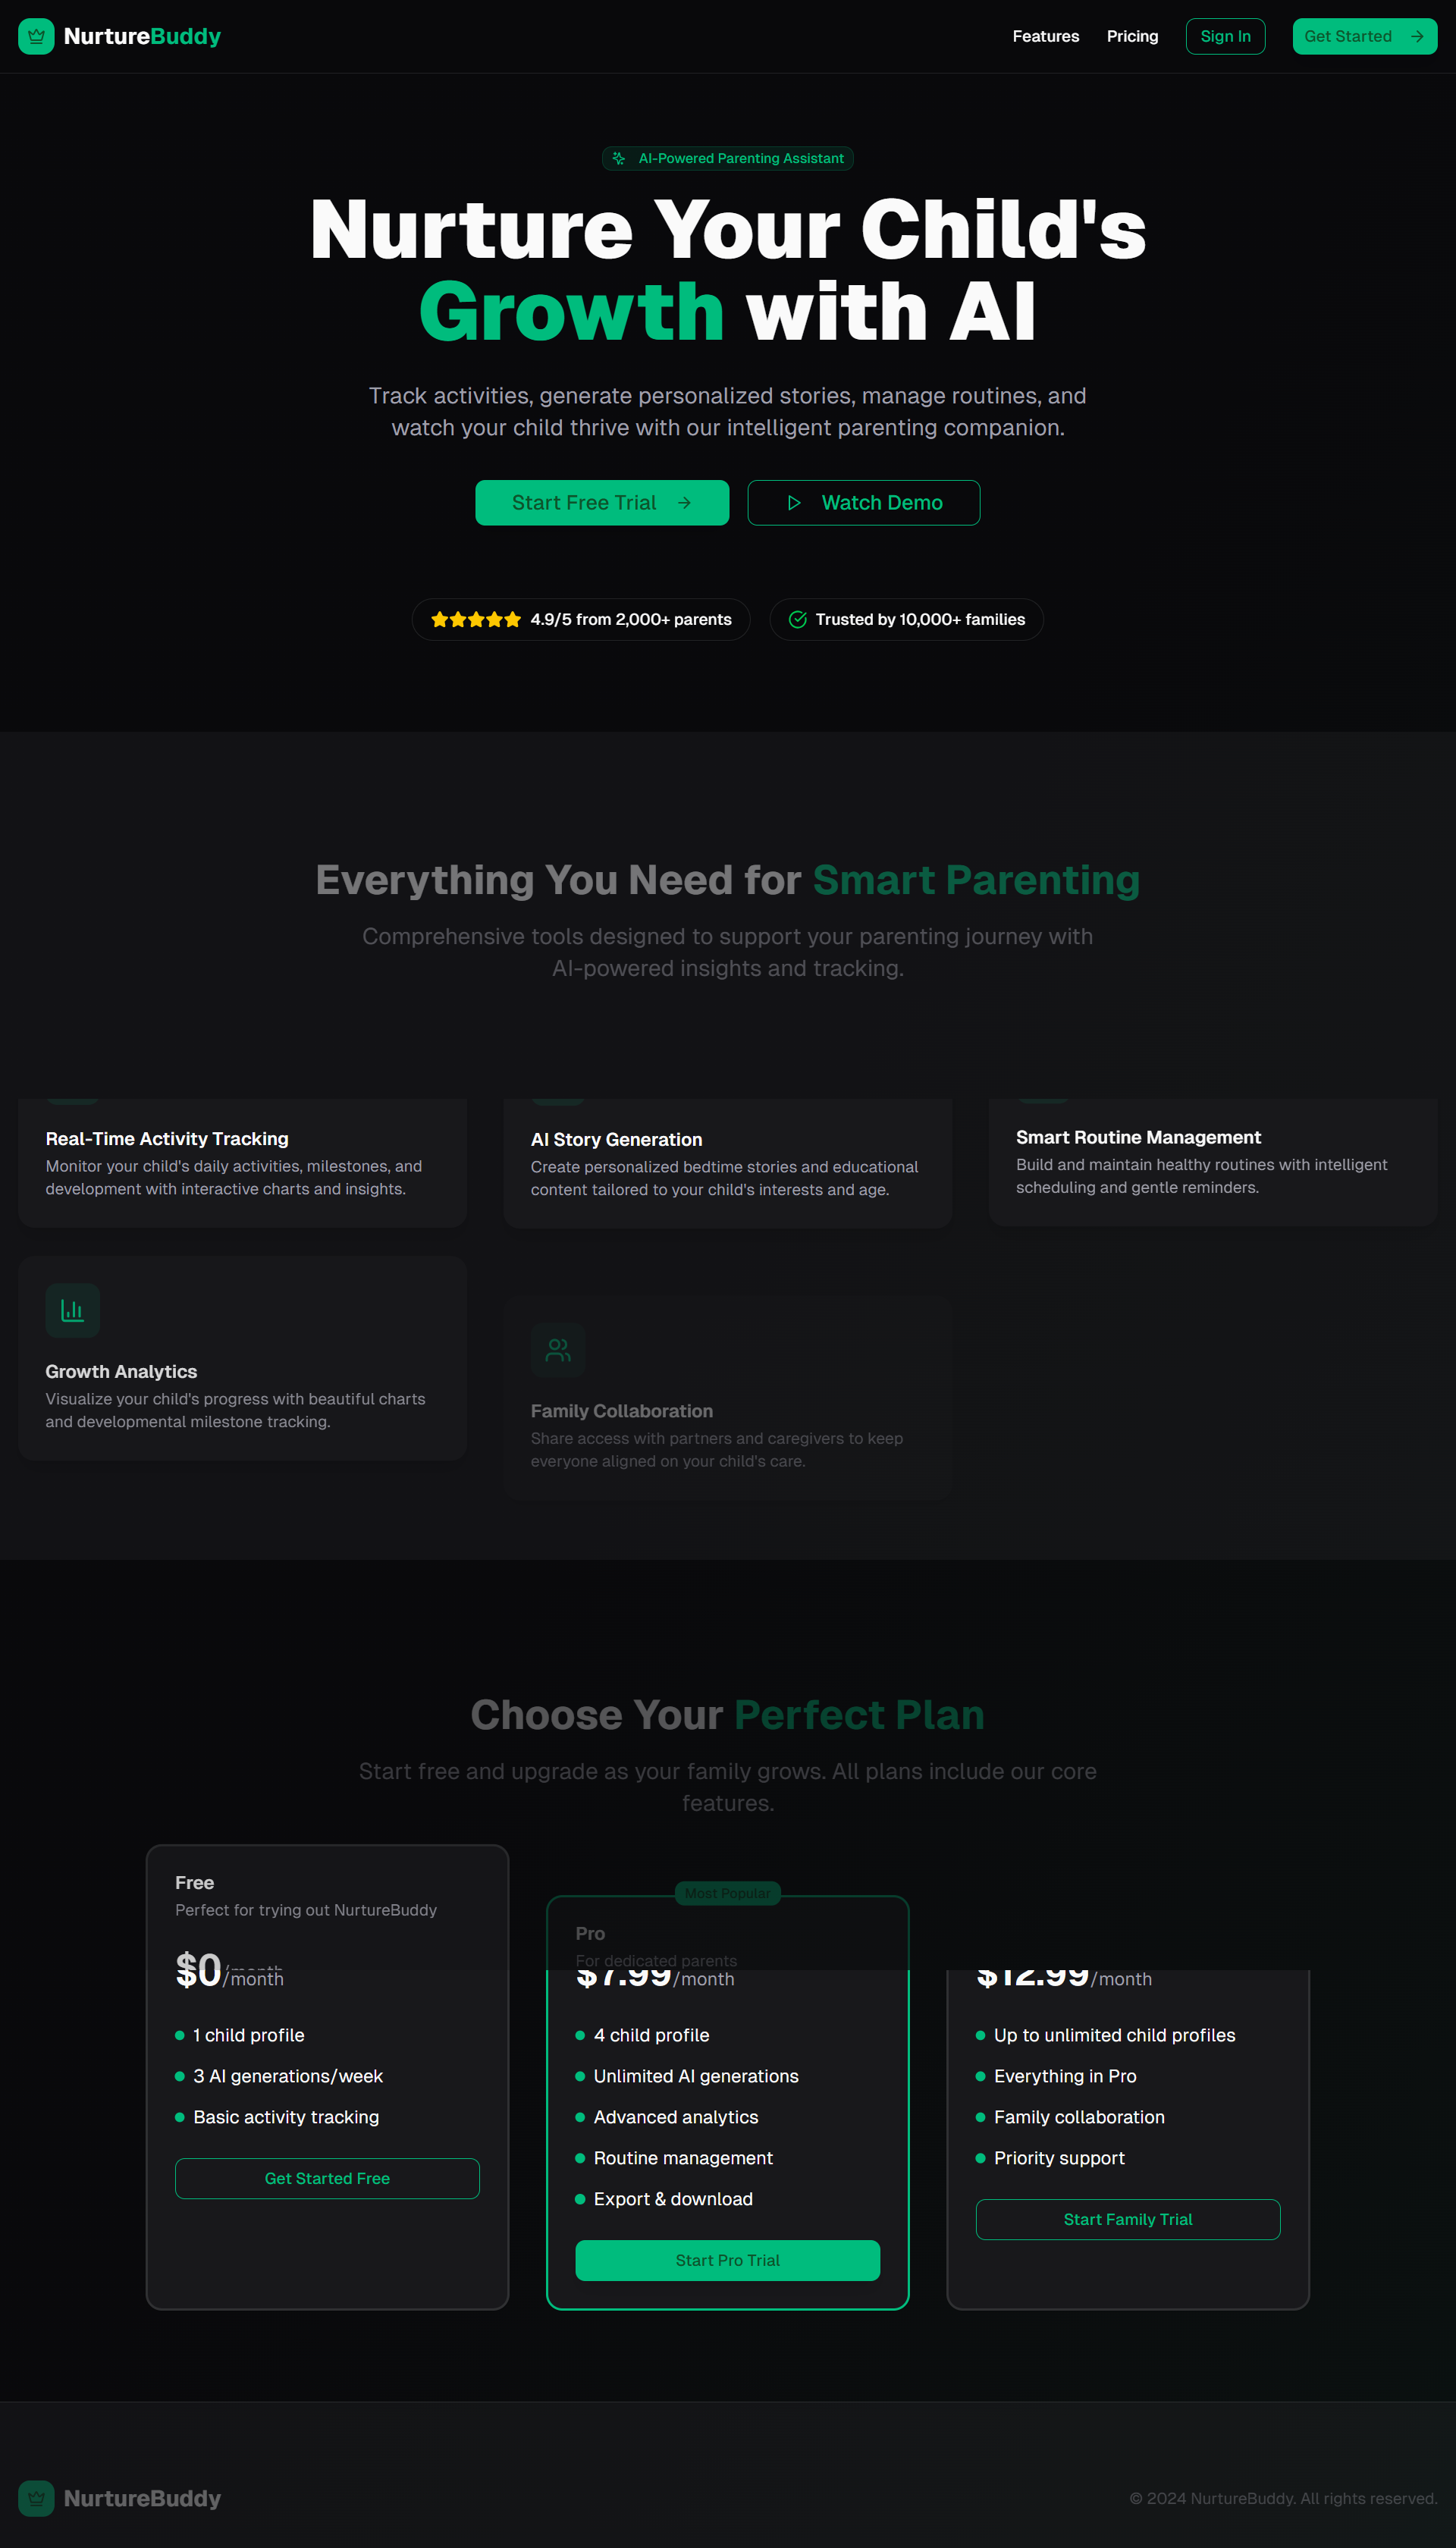 NurtureBuddy
Features
Pricing
Sign In
Get Started
AI-Powered Parenting Assistant
Nurture Your Child's
Growth with AI
Track activities, generate personalized stories, manage routines, and
watch your child thrive with our intelligent parenting companion.
Start Free Trial
Watch Demo
4.9/5 from 2,000+ parents
Trusted by 10,000+ families
Everything You Need for Smart Parenting
Comprehensive tools designed to support your parenting journey with
AI-powered insights and tracking.
Real-Time Activity Tracking
Monitor your child's daily activities, milestones, and
development with interactive charts and insights.
AI Story Generation
Create personalized bedtime stories and educational
content tailored to your child's interests and age.
Smart Routine Management
Build and maintain healthy routines with intelligent
scheduling and gentle reminders.
Growth Analytics
Visualize your child's progress with beautiful charts
and developmental milestone tracking.
Family Collaboration
Share access with partners and caregivers to keep
everyone aligned on your child's care.
Choose Your Perfect Plan
Start free and upgrade as your family grows. All plans include our core
features.
Free
Perfect for trying out NurtureBuddy
$0/month
1 child profile
3 AI generations/week
Basic activity tracking
Get Started Free
Most Popular
Pro
For dedicated parents
$7.99/month
4 child profile
Unlimited AI generations
Advanced analytics
Routine management
Export & download
Start Pro Trial
$12.99/month
Up to unlimited child profiles
Everything in Pro
Family collaboration
Priority support
Start Family Trial
NurtureBuddy
© 2024 NurtureBuddy. All rights reserved.